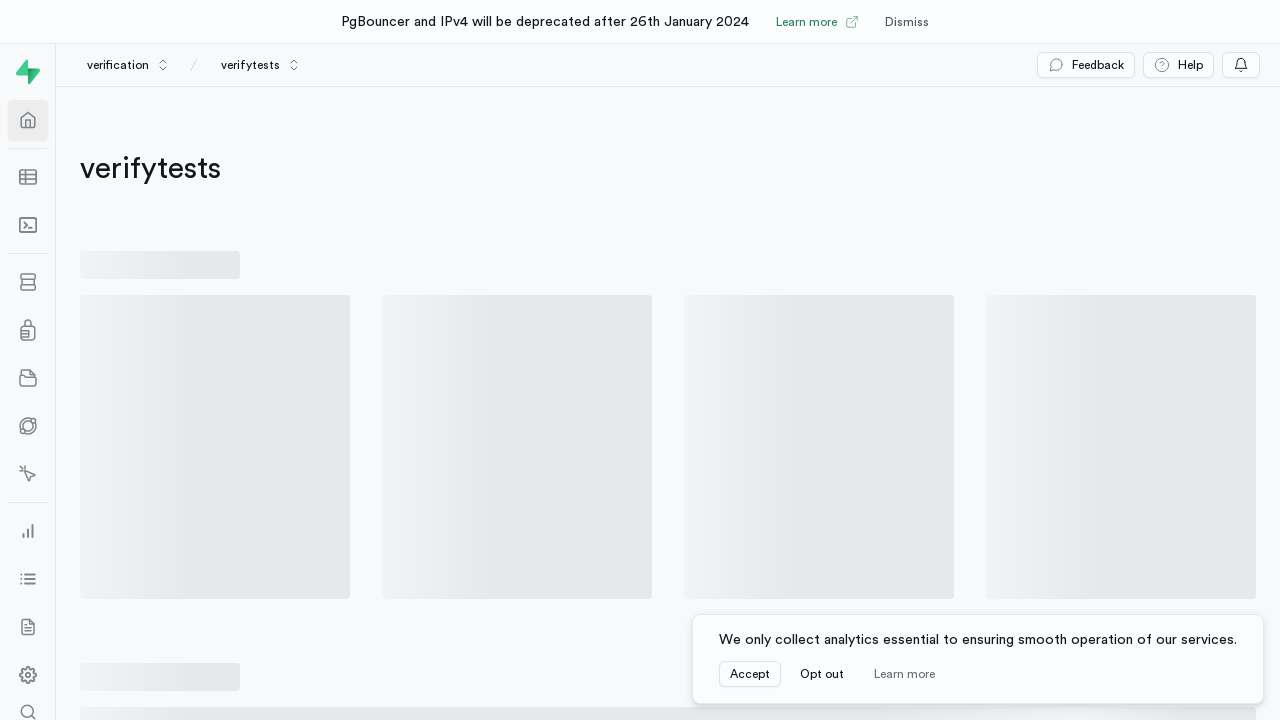 PgBouncer and IPv4 will be deprecated after 26th January 2024 Learn more Dismiss
verification / verifytests Feedback Help
verifytests
We only collect analytics essential to ensuring smooth operation of our services.
Accept Opt out Learn more